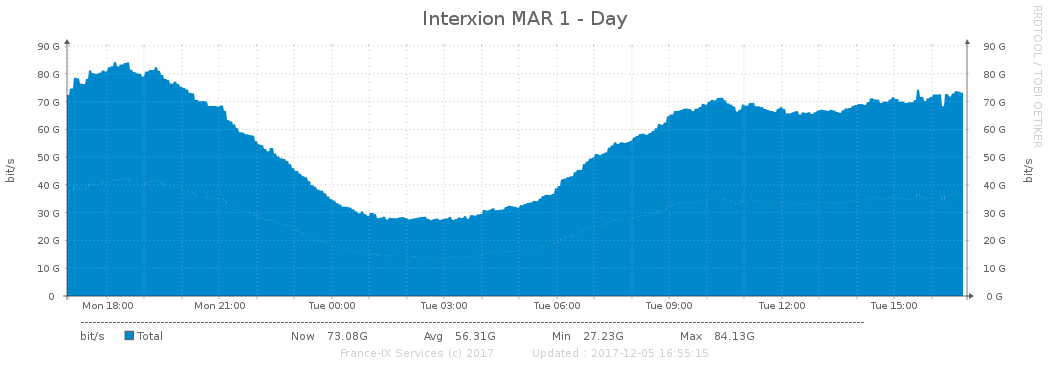 Interxion MAR 1 - Day
RRDTOOL / TOBI OETIKER
bit/s
90 G
80 G
70 G
60 G
50 G
40 G
30 G
20 G
10 G
0
90 G
80 G
70 G
60 G
50 G
40 G
30 G
20 G
10 G
0 G
bit/s
Mon 18:00 Mon 21:00 Tue 00:00 Tue 03:00 Tue 06:00 Tue 09:00 Tue 12:00 Tue 15:00
bit/s Total Now 73.08G Avg 56.31G Min 27.23G Max 84.13G
France-IX Services (c) 2017 Updated : 2017-12-05 16:55:15